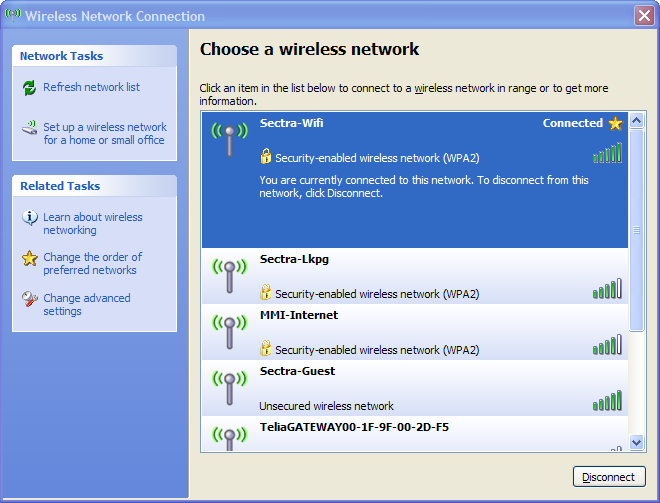 Wireless Network Connection
Network Tasks
Refresh network list
Set up a wireless network
for a home or small office
Related Tasks
Learn about wireless
networking
Change the order of
preferred networks
Change advanced
settings
Choose a wireless network
Click an item in the list below to connect to a wireless network in range or to get more
information.
Sectra-Wifi
Connected
Security-enabled wireless network (WPA2)
You are currently connected to this network. To disconnect from this
network, click Disconnect.
Sectra-Lkpg
Security-enabled wireless network (WPA2)
MMI-Internet
Security-enabled wireless network (WPA2)
Sectra-Guest
Unsecured wireless network
TeliaGATEWAY00-1F-9F-00-2D-F5
Disconnect